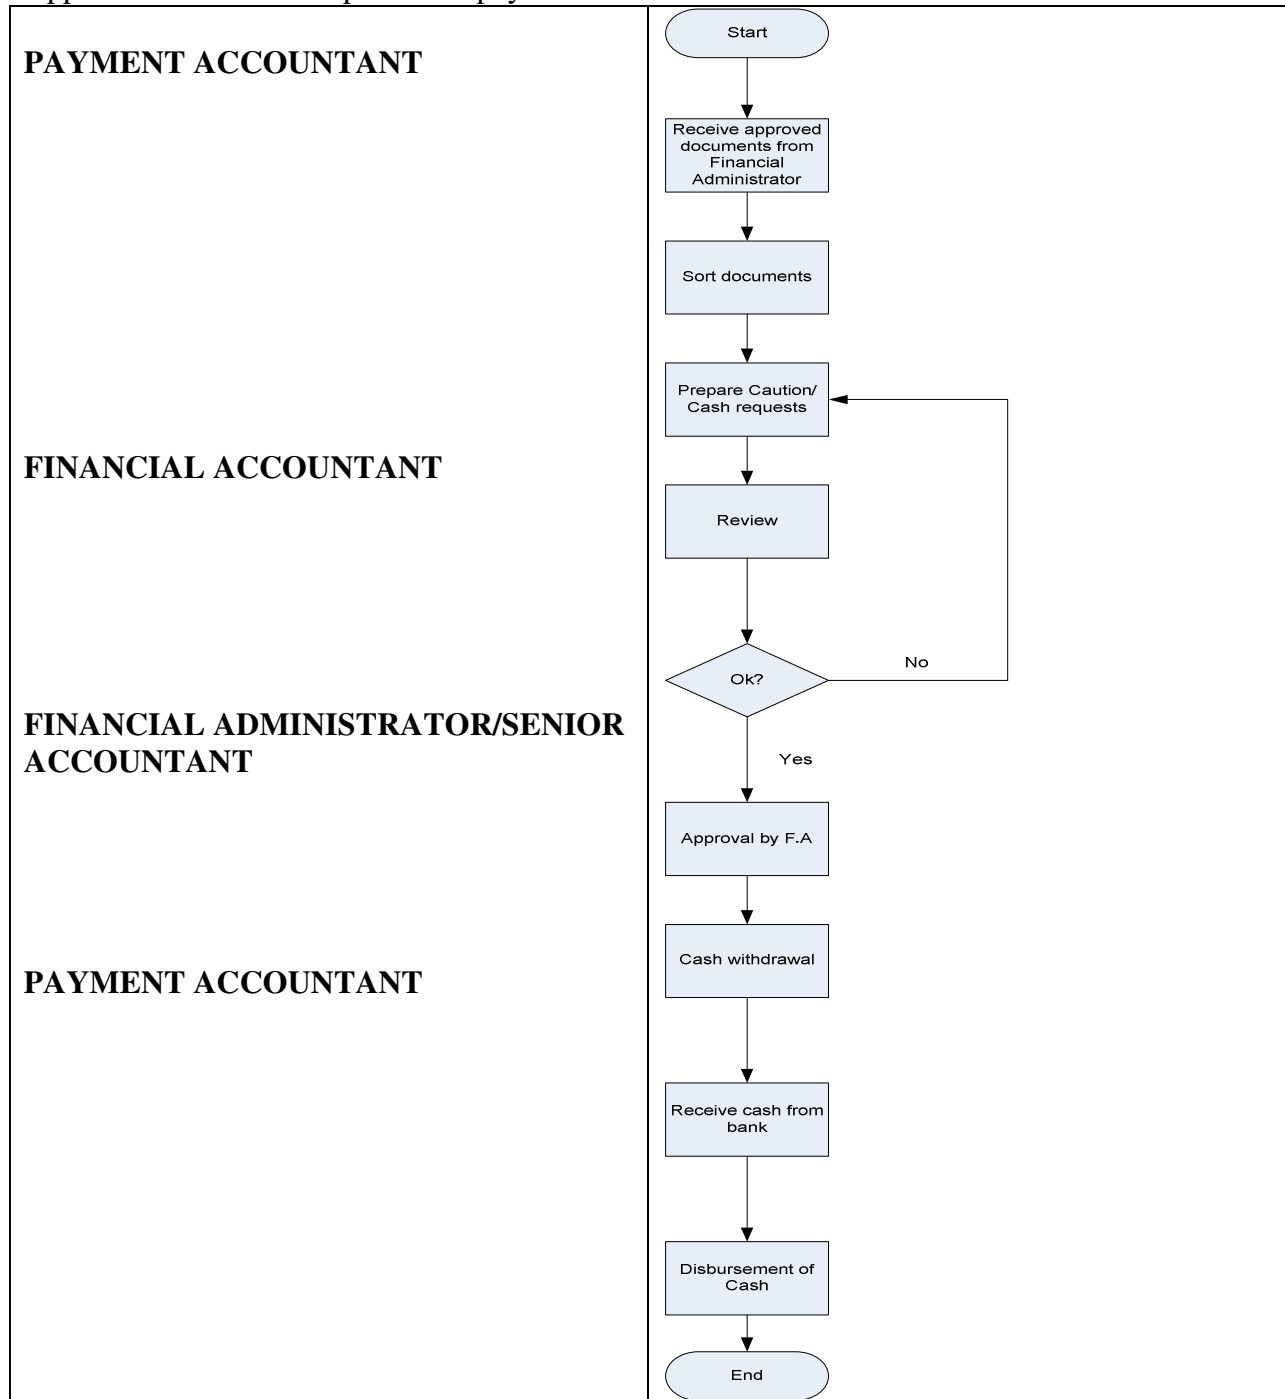 PAYMENT ACCOUNTANT
Start
Receive approved
documents from
Financial
Administrator
Sort documents
Prepare Caution/
Cash requests
FINANCIAL ACCOUNTANT
Review
Ok?
No
FINANCIAL ADMINISTRATOR/SENIOR
ACCOUNTANT
Yes
Approval by F.A
Cash withdrawal
PAYMENT ACCOUNTANT
Receive cash from
bank
Disbursement of
Cash
End